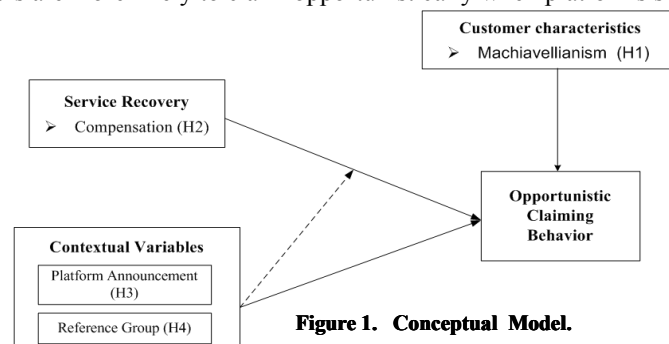 Customer characteristics
➤ Machiavellianism (H1)
Service Recovery
➤ Compensation (H2)
Opportunistic
Claiming
Behavior
Contextual Variables
Platform Announcement
(H3)
Reference Group (H4)
Figure 1. Conceptual Model.